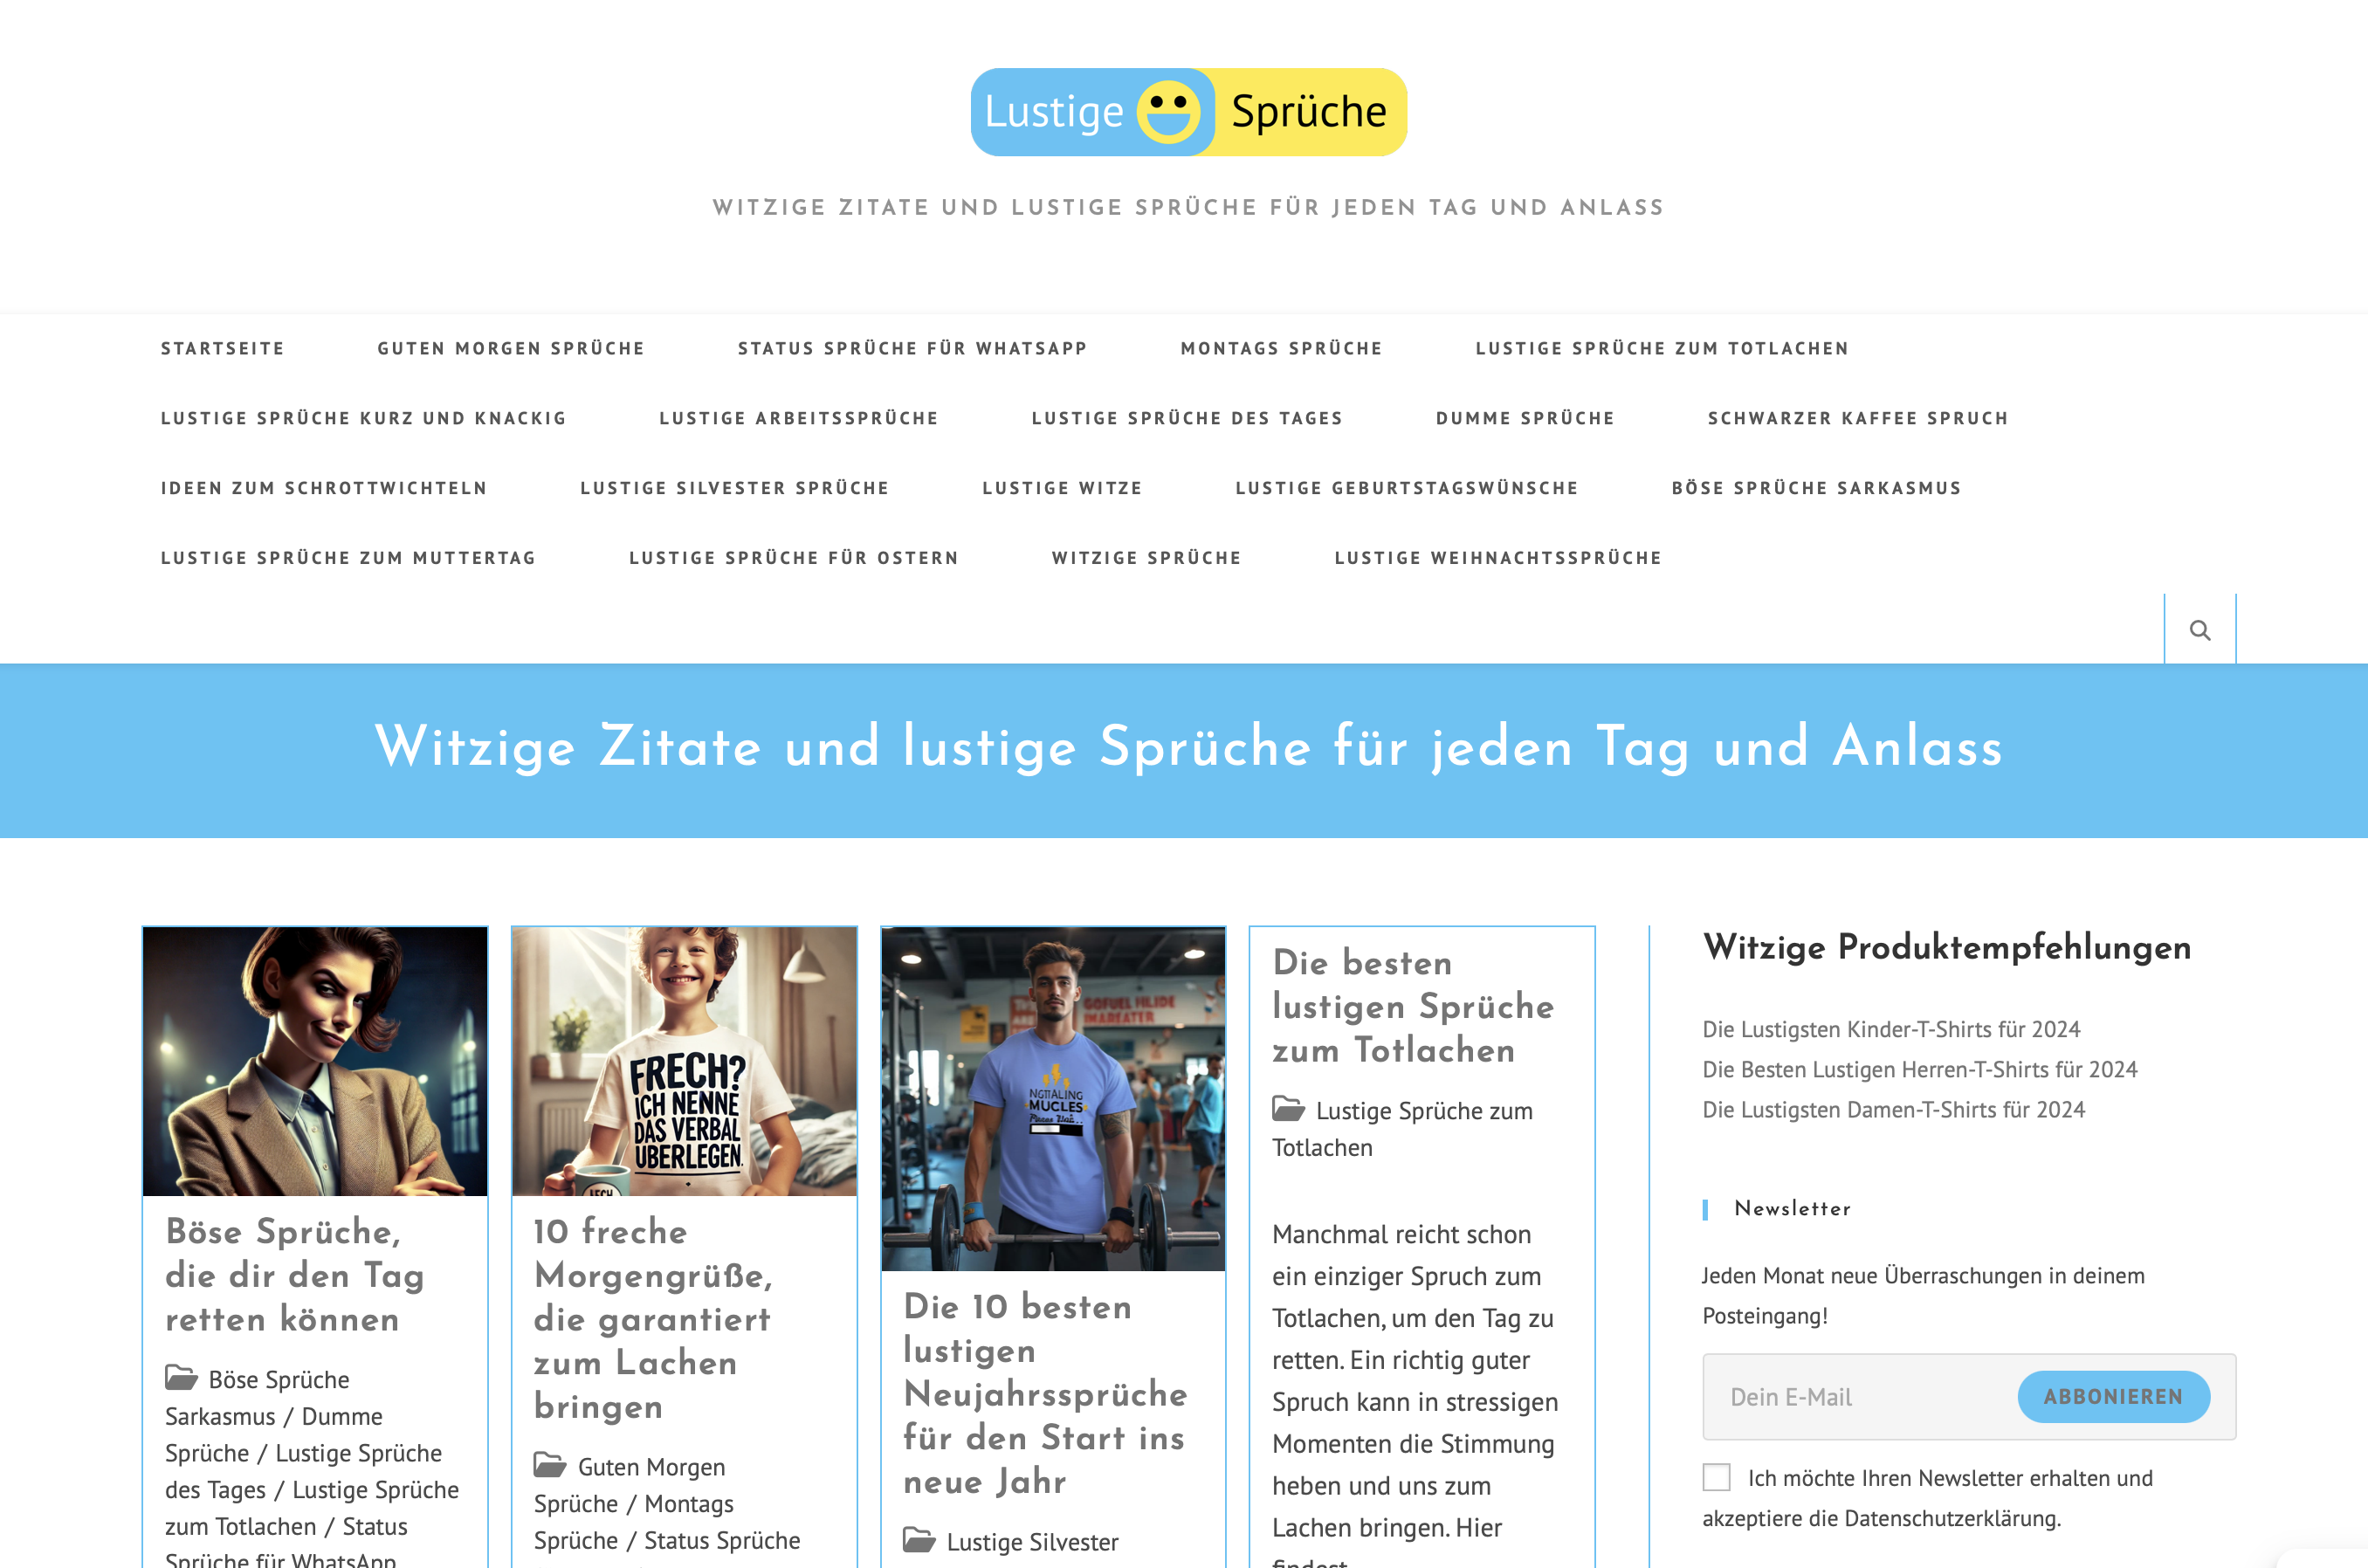 Lustige Sprüche
WITZIGE ZITATE UND LUSTIGE SPRÜCHE FÜR JEDEN TAG UND ANLASS
STARTSEITE GUTEN MORGEN SPRÜCHE STATUS SPRÜCHE FÜR WHATSAPP MONTAGS SPRÜCHE LUSTIGE SPRÜCHE ZUM TOTLACHEN
LUSTIGE SPRÜCHE KURZ UND KNACKIG LUSTIGE ARBEITSSPRÜCHE LUSTIGE SPRÜCHE DES TAGES DUMME SPRÜCHE SCHWARZER KAFFEE SPRUCH
IDEEN ZUM SCHROTTWICHTELN LUSTIGE SILVESTER SPRÜCHE LUSTIGE WITZE LUSTIGE GEBURTSTAGSWÜNSCHE BÖSE SPRÜCHE SARKASMUS
LUSTIGE SPRÜCHE ZUM MUTTERTAG LUSTIGE SPRÜCHE FÜR OSTERN WITZIGE SPRÜCHE LUSTIGE WEIHNACHTSSPRÜCHE
Witzige Zitate und lustige Sprüche für jeden Tag und Anlass
Böse Sprüche,
die dir den Tag
retten können
Böse Sprüche
Sarkasmus / Dumme
Sprüche / Lustige Sprüche
des Tages / Lustige Sprüche
zum Totlachen / Status
Sprüche für WhatsApp
FRECH?
ICH NENNE
DAS VERBAL
ÜBERLEGEN.
10 freche
Morgengrüße,
die garantiert
zum Lachen
bringen
Guten Morgen
Sprüche / Montags
Sprüche / Status Sprüche
GOFUEL HLIDE
NGTIALING
MUCLES
Die 10 besten
lustigen
Neujahrssprüche
für den Start ins
neue Jahr
Lustige Silvester
Die besten
lustigen Sprüche
zum Totlachen
Lustige Sprüche zum
Totlachen
Manchmal reicht schon
ein einziger Spruch zum
Totlachen, um den Tag zu
retten. Ein richtig guter
Spruch kann in stressigen
Momenten die Stimmung
heben und uns zum
Lachen bringen. Hier
findest
Witzige Produktempfehlungen
Die Lustigsten Kinder-T-Shirts für 2024
Die Besten Lustigen Herren-T-Shirts für 2024
Die Lustigsten Damen-T-Shirts für 2024
Newsletter
Jeden Monat neue Überraschungen in deinem
Posteingang!
Dein E-Mail ABBONIEREN
Ich möchte Ihren Newsletter erhalten und
akzeptiere die Datenschutzerklärung.